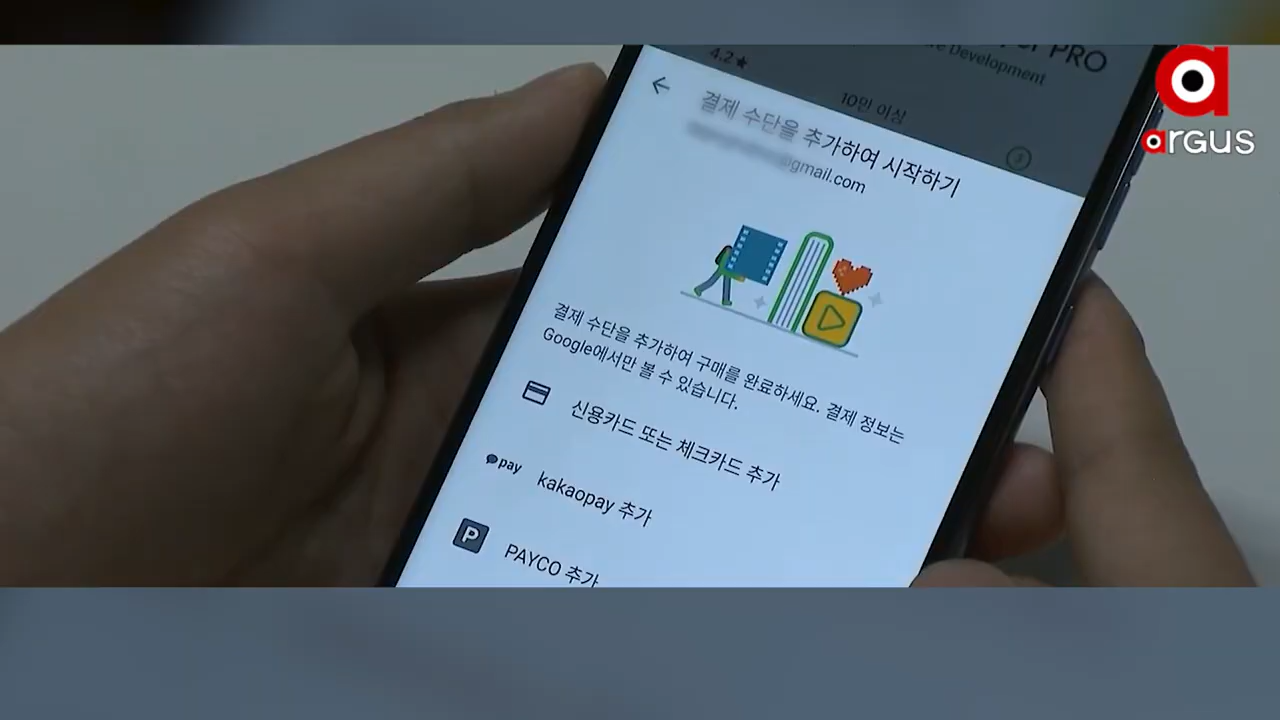 PRO
4.2★
Development
10만 이상
결제 수단을 추가하여 시작하기
@gmail.com
결제 수단을 추가하여 구매를 완료하세요. 결제 정보는
Google에서만 볼 수 있습니다.
신용카드 또는 체크카드 추가
pay
kakaopay 추가
P
PAYCO 추가
a
argus